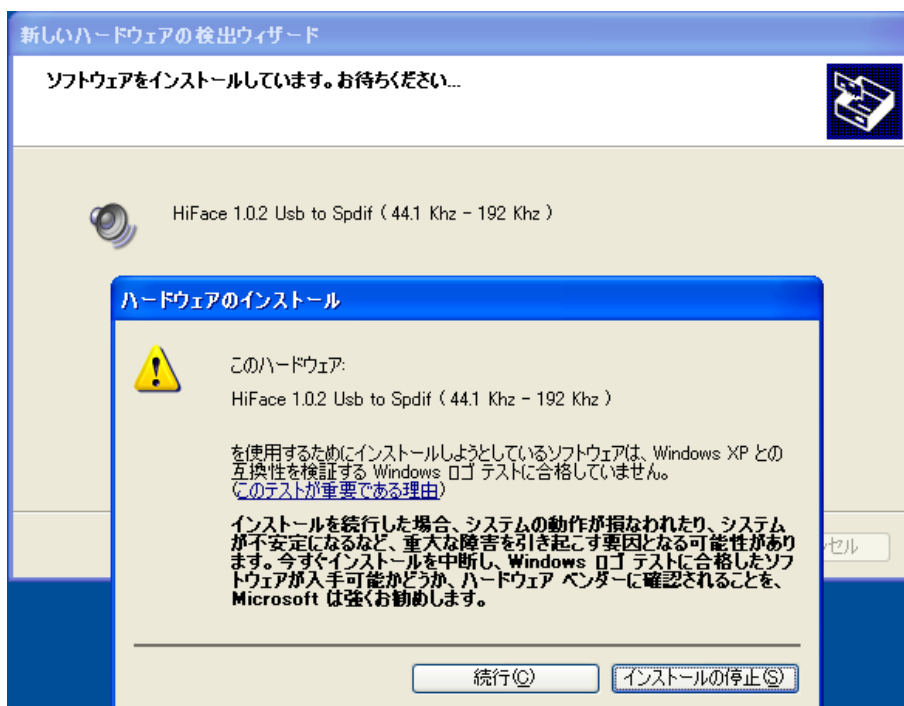 新しいハードウェアの検出ウィザード
ソフトウェアをインストールしています。お待ちください...
HiFace 1.0.2 Usb to Spdif ( 44.1 Khz - 192 Khz )
ハードウェアのインストール
このハードウェア:
HiFace 1.0.2 Usb to Spdif ( 44.1 Khz - 192 Khz )
を使用するためにインストールしようとしているソフトウェアは、Windows XP との
互換性を検証する Windows ロゴ テストに合格していません。
(このテストが重要である理由)
インストールを続行した場合、システムの動作が損なわれたり、システム
が不安定になるなど、重大な障害を引き起こす要因となる可能性があり
ます。今すぐインストールを中断し、Windows ロゴ テストに合格したソフ
トウェアが入手可能かどうか、ハードウェア ベンダーに確認されることを、
Microsoft は強くお勧めします。
セル
続行(C)
インストールの停止(S)